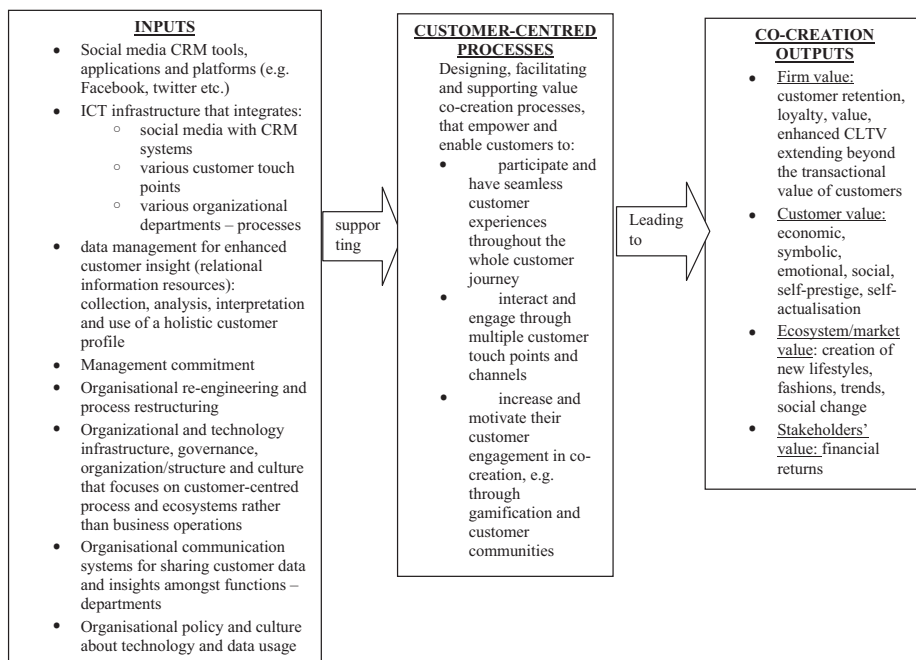 INPUTS
• Social media CRM tools,
applications and platforms (e.g.
Facebook, twitter etc.)
• ICT infrastructure that integrates:
○ social media with CRM
systems
○ various customer touch
points
○ various organizational
departments – processes
• data management for enhanced
customer insight (relational
information resources):
collection, analysis, interpretation
and use of a holistic customer
profile
• Management commitment
• Organisational re-engineering and
process restructuring
• Organizational and technology
infrastructure, governance,
organization/structure and culture
that focuses on customer-centred
process and ecosystems rather
than business operations
• Organisational communication
systems for sharing customer data
and insights amongst functions –
departments
• Organisational policy and culture
about technology and data usage
suppor
ting
CUSTOMER-CENTRED
PROCESSES
Designing, facilitating
and supporting value
co-creation processes,
that empower and
enable customers to:
• participate and
have seamless
customer
experiences
throughout the
whole customer
journey
• interact and
engage through
multiple customer
touch points and
channels
• increase and
motivate their
customer
engagement in co-
creation, e.g.
through
gamification and
customer
communities
Leading
to
CO-CREATION
OUTPUTS
• Firm value:
customer retention,
loyalty, value,
enhanced CLTV
extending beyond
the transactional
value of customers
• Customer value:
economic,
symbolic,
emotional, social,
self-prestige, self-
actualisation
• Ecosystem/market
value: creation of
new lifestyles,
fashions, trends,
social change
• Stakeholders'
value: financial
returns